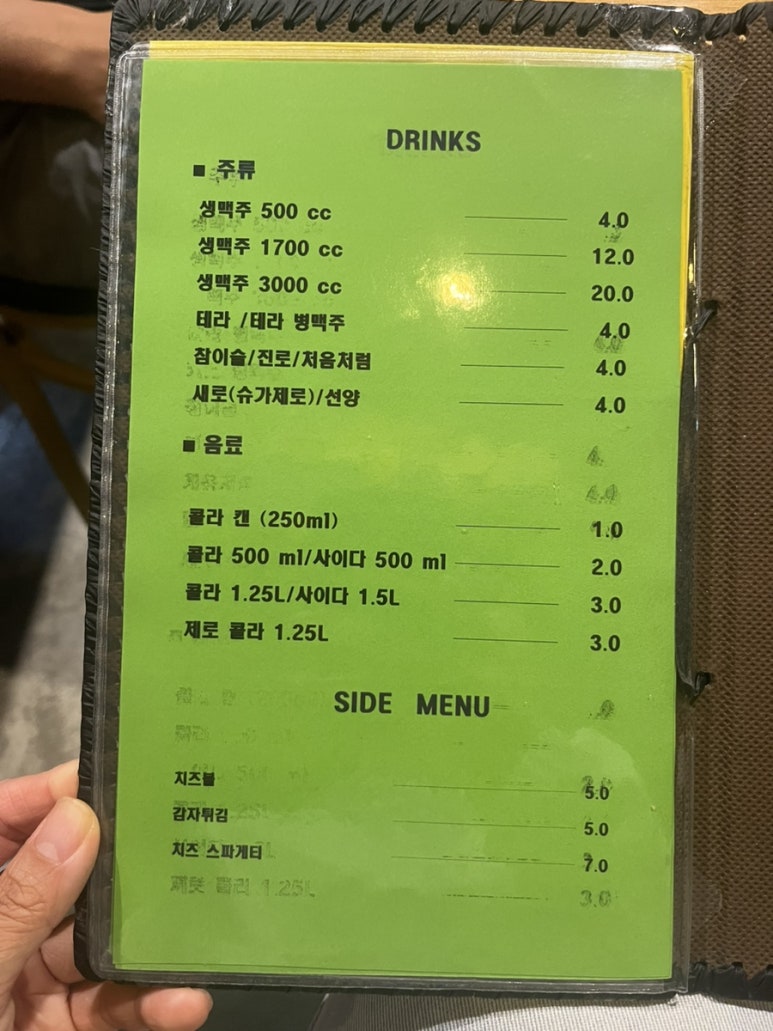 DRINKS
■ 주류
생맥주 500 cc 4.0
생맥주 1700 cc 12.0
생맥주 3000 cc 20.0
테라 /테라 병맥주 4.0
참이슬/진로/처음처럼 4.0
새로(슈가제로)/선양 4.0
■ 음료
콜라 캔 (250ml) 1.0
콜라 500 ml/사이다 500 ml 2.0
콜라 1.25L/사이다 1.5L 3.0
제로 콜라 1.25L 3.0
SIDE MENU
치즈볼 5.0
감자튀김 5.0
치즈 스파게티 7.0